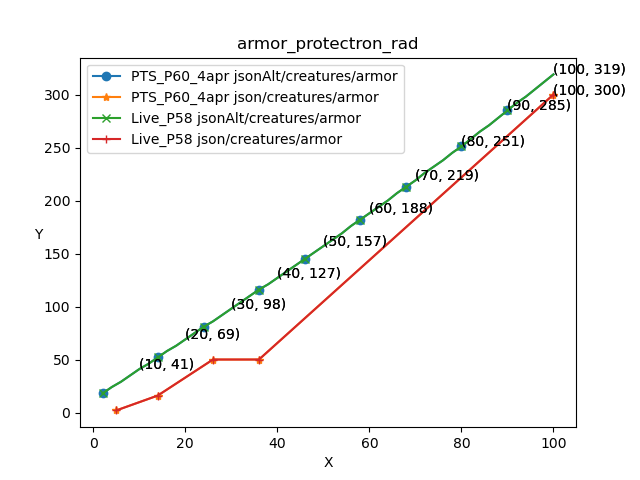 armor_protectron_rad
PTS_P60_4apr jsonAlt/creatures/armor
PTS_P60_4apr json/creatures/armor
Live_P58 jsonAlt/creatures/armor
Live_P58 json/creatures/armor
(100, 319)
(100, 300)
(90, 285)
(80, 251)
(70, 219)
(60, 188)
(50, 157)
(40, 127)
(30, 98)
(20, 69)
(10, 41)
300
250
200
150
100
50
0
Y
0 20 40 60 80 100
X